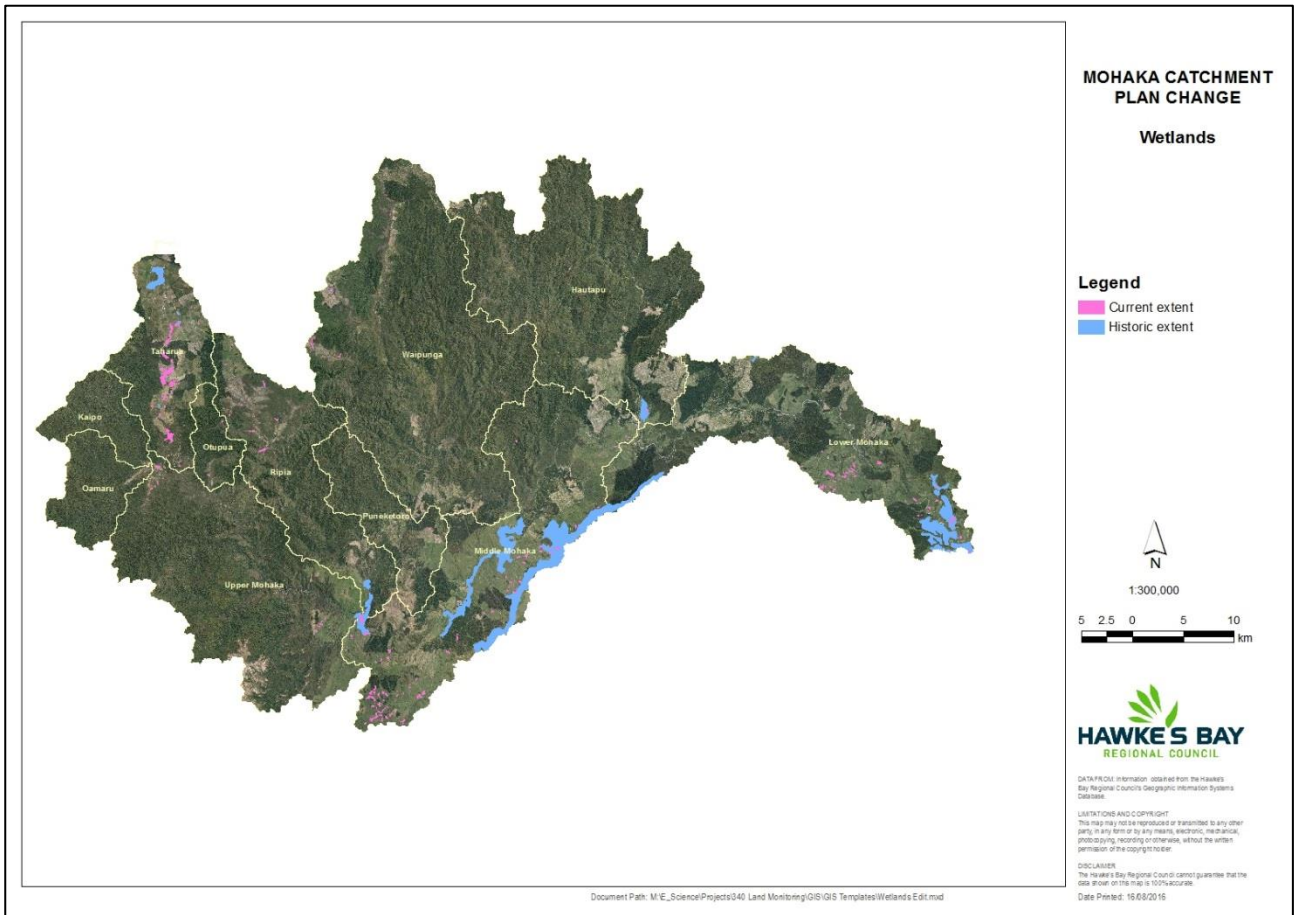 MOHAKA CATCHMENT
PLAN CHANGE
Wetlands
Legend
Current extent
Historic extent
Hautapu
Waipunga
Taharua
Kaipo
Otupua
Oamaru
Ripia
Lower Mohaka
Puneketoro
Middle Mohaka
Upper Mohaka
N
1:300,000
5 2.5 0 5 10
km
HAWKE'S BAY
REGIONAL COUNCIL
DATA FROM: Information obtained from the Hawke's
Bay Regional Council's Geographic Information Systems
Database.
LIMITATIONS AND COPYRIGHT
This map may not be reproduced or transmitted to any other
party, in any form or by any means, electronic, mechanical,
photocopying, recording or otherwise, without the written
permission of the copyright holder.
DISCLAIMER
The Hawke's Bay Regional Council cannot guarantee that the
data shown on this map is 100% accurate.
Document Path: M:\E_Science\Projects\340 Land Monitoring\GIS\GIS Templates\Wetlands Edit.mxd
Date Printed: 16/08/2016